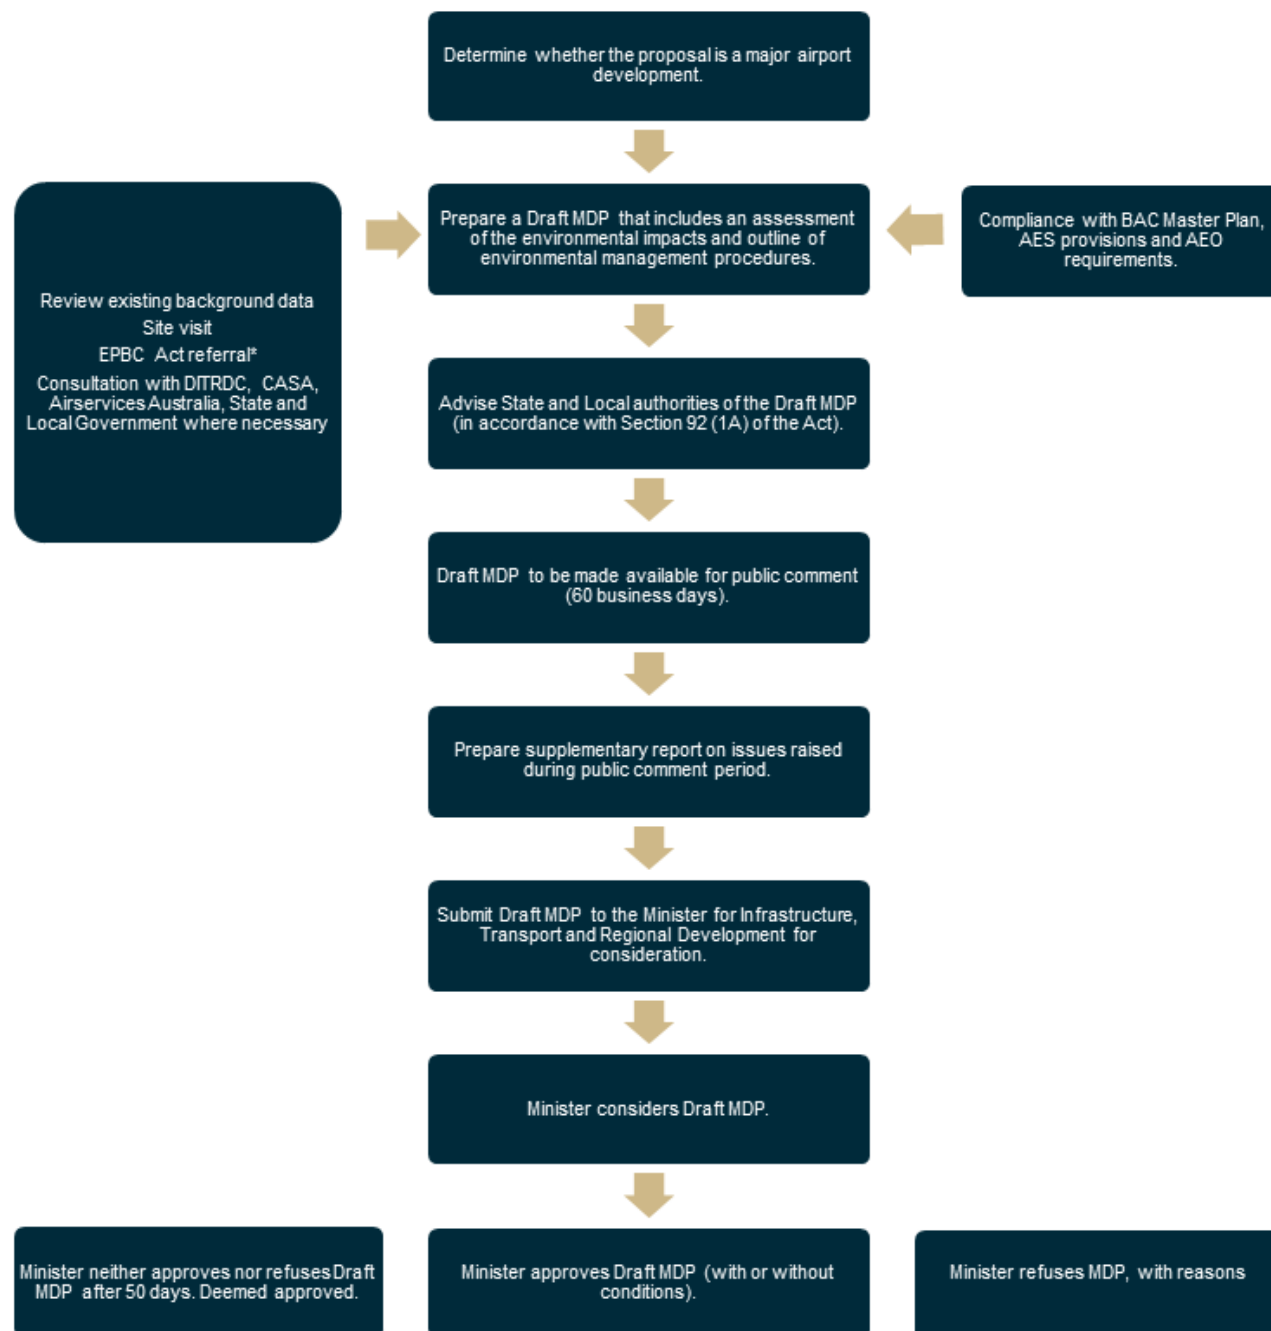 Determine whether the proposal is a major airport
development.
Prepare a Draft MDP that includes an assessment
of the environmental impacts and outline of
environmental management procedures.
Compliance with BAC Master Plan,
AES provisions and AEO
requirements.
Review existing background data
Site visit
EPBC Act referral*
Consultation with DITRDC, CASA,
Airservices Australia, State and
Local Government where necessary
Advise State and Local authorities of the Draft MDP
(in accordance with Section 92 (1A) of the Act).
Draft MDP to be made available for public comment
(60 business days).
Prepare supplementary report on issues raised
during public comment period.
Submit Draft MDP to the Minister for Infrastructure,
Transport and Regional Development for
consideration.
Minister considers Draft MDP.
Minister neither approves nor refuses Draft
MDP after 50 days. Deemed approved.
Minister approves Draft MDP (with or without
conditions).
Minister refuses MDP, with reasons